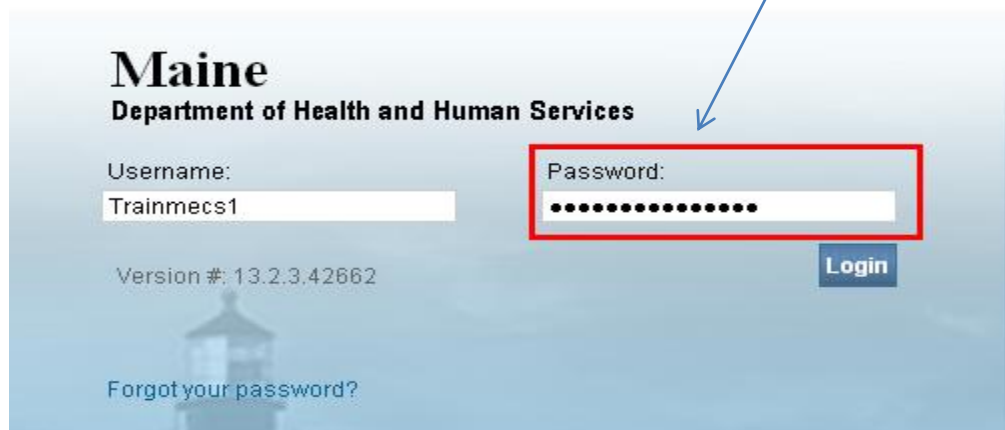 Maine
Department of Health and Human Services
Username:
Password:
Trainmecs1
•••••••••••••••
Version #: 13.2.3.42662
Login
Forgot your password?